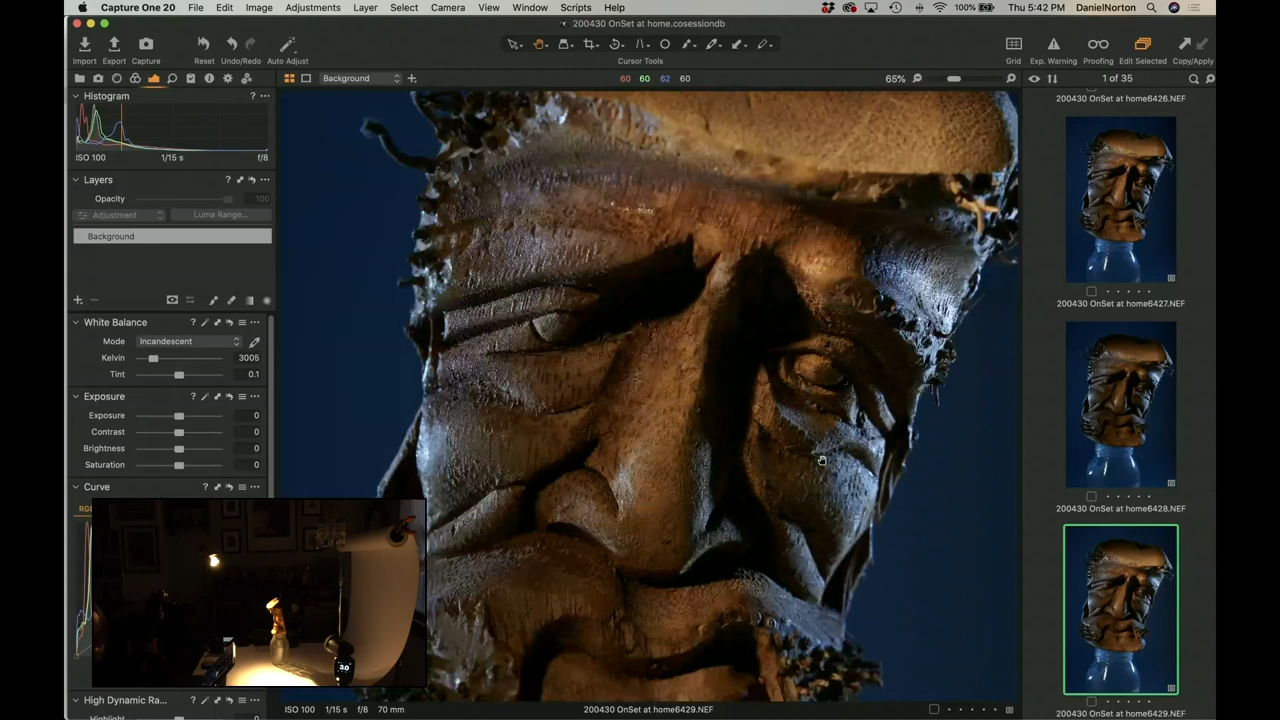 Capture One 20 File Edit Image Adjustments Layer Select Camera View Window Scripts Help 100% Thu 5:42 PM DanielNorton
200430 OnSet at home.cosessiondb
Import Export Capture Reset Undo/Redo Auto Adjust Cursor Tools Grid Exp. Warning Proofing Edit Selected Copy/Apply
Background 60 60 62 60 65% 1 of 35
200430 OnSet at home6426.NEF
Histogram ?
ISO 100 1/15 s f/8
Layers ?
Opacity 100
Adjustment Luma Range...
Background
200430 OnSet at home6427.NEF
White Balance ?
Mode Incandescent
Kelvin 3005
Tint 0.1
Exposure ?
Exposure 0
Contrast 0
Brightness 0
Saturation 0
Curve ?
RGB
200430 OnSet at home6428.NEF
3.0
High Dynamic Ra... ?
Highlight 0
ISO 100 1/15 s f/8 70 mm 200430 OnSet at home6429.NEF
200430 OnSet at home6429.NEF